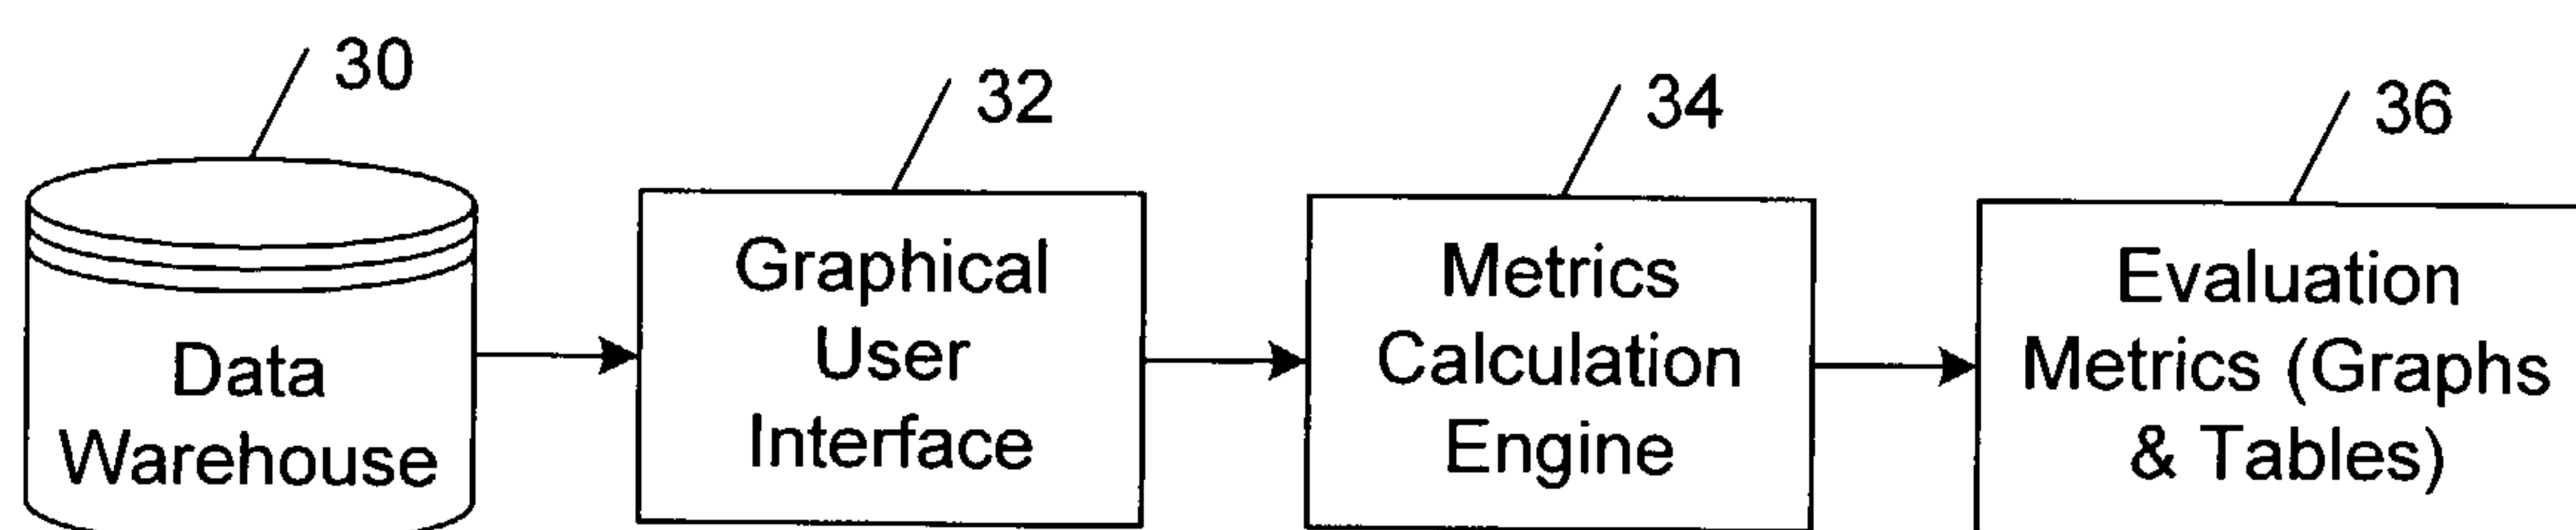 30
32
34
36
Data
Warehouse
Graphical
User
Interface
Metrics
Calculation
Engine
Evaluation
Metrics (Graphs
& Tables)